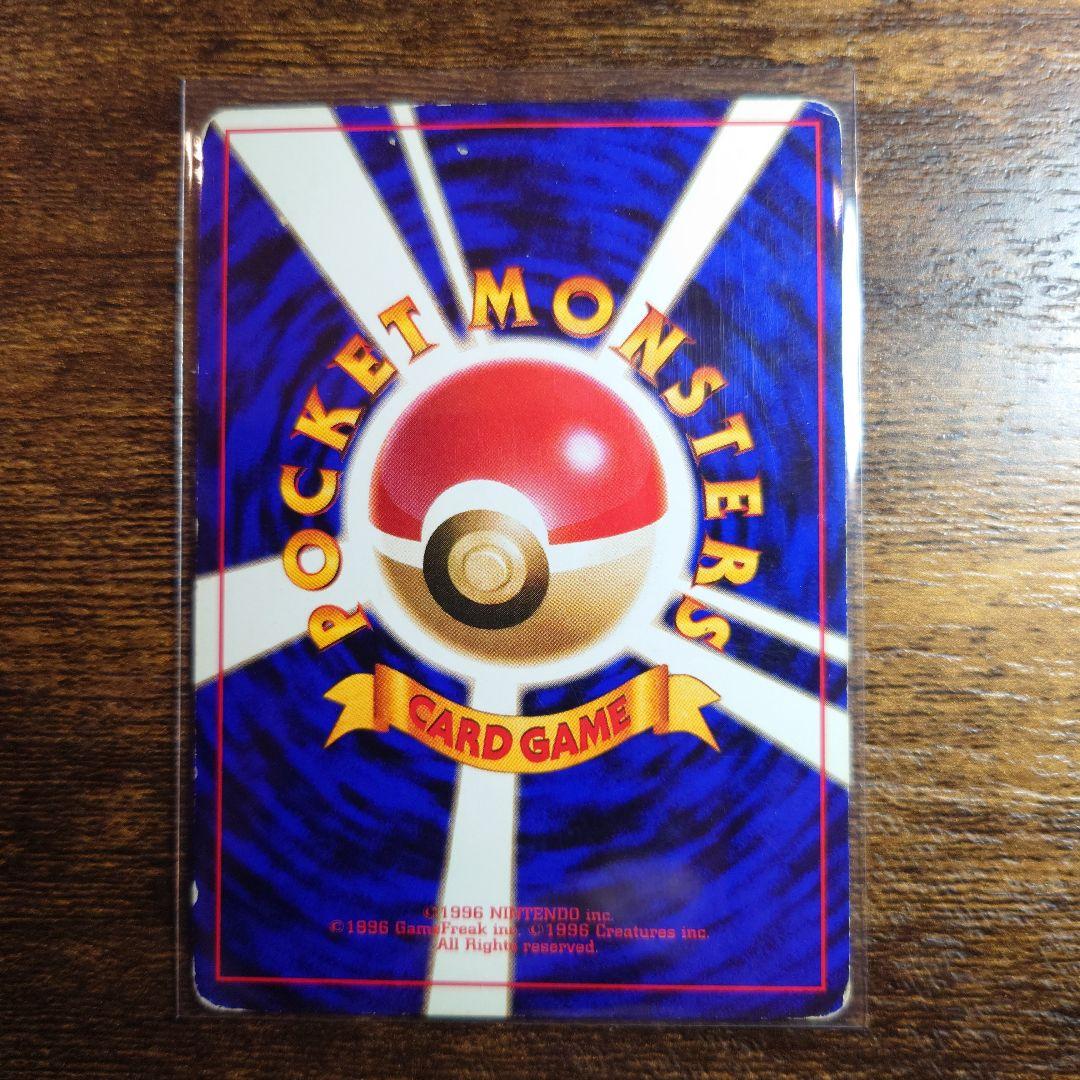 POCKET MONSTERS
CARD GAME
©1996 NINTENDO inc.
©1996 GameFreak inc. ©1996 Creatures inc.
All Rights reserved.